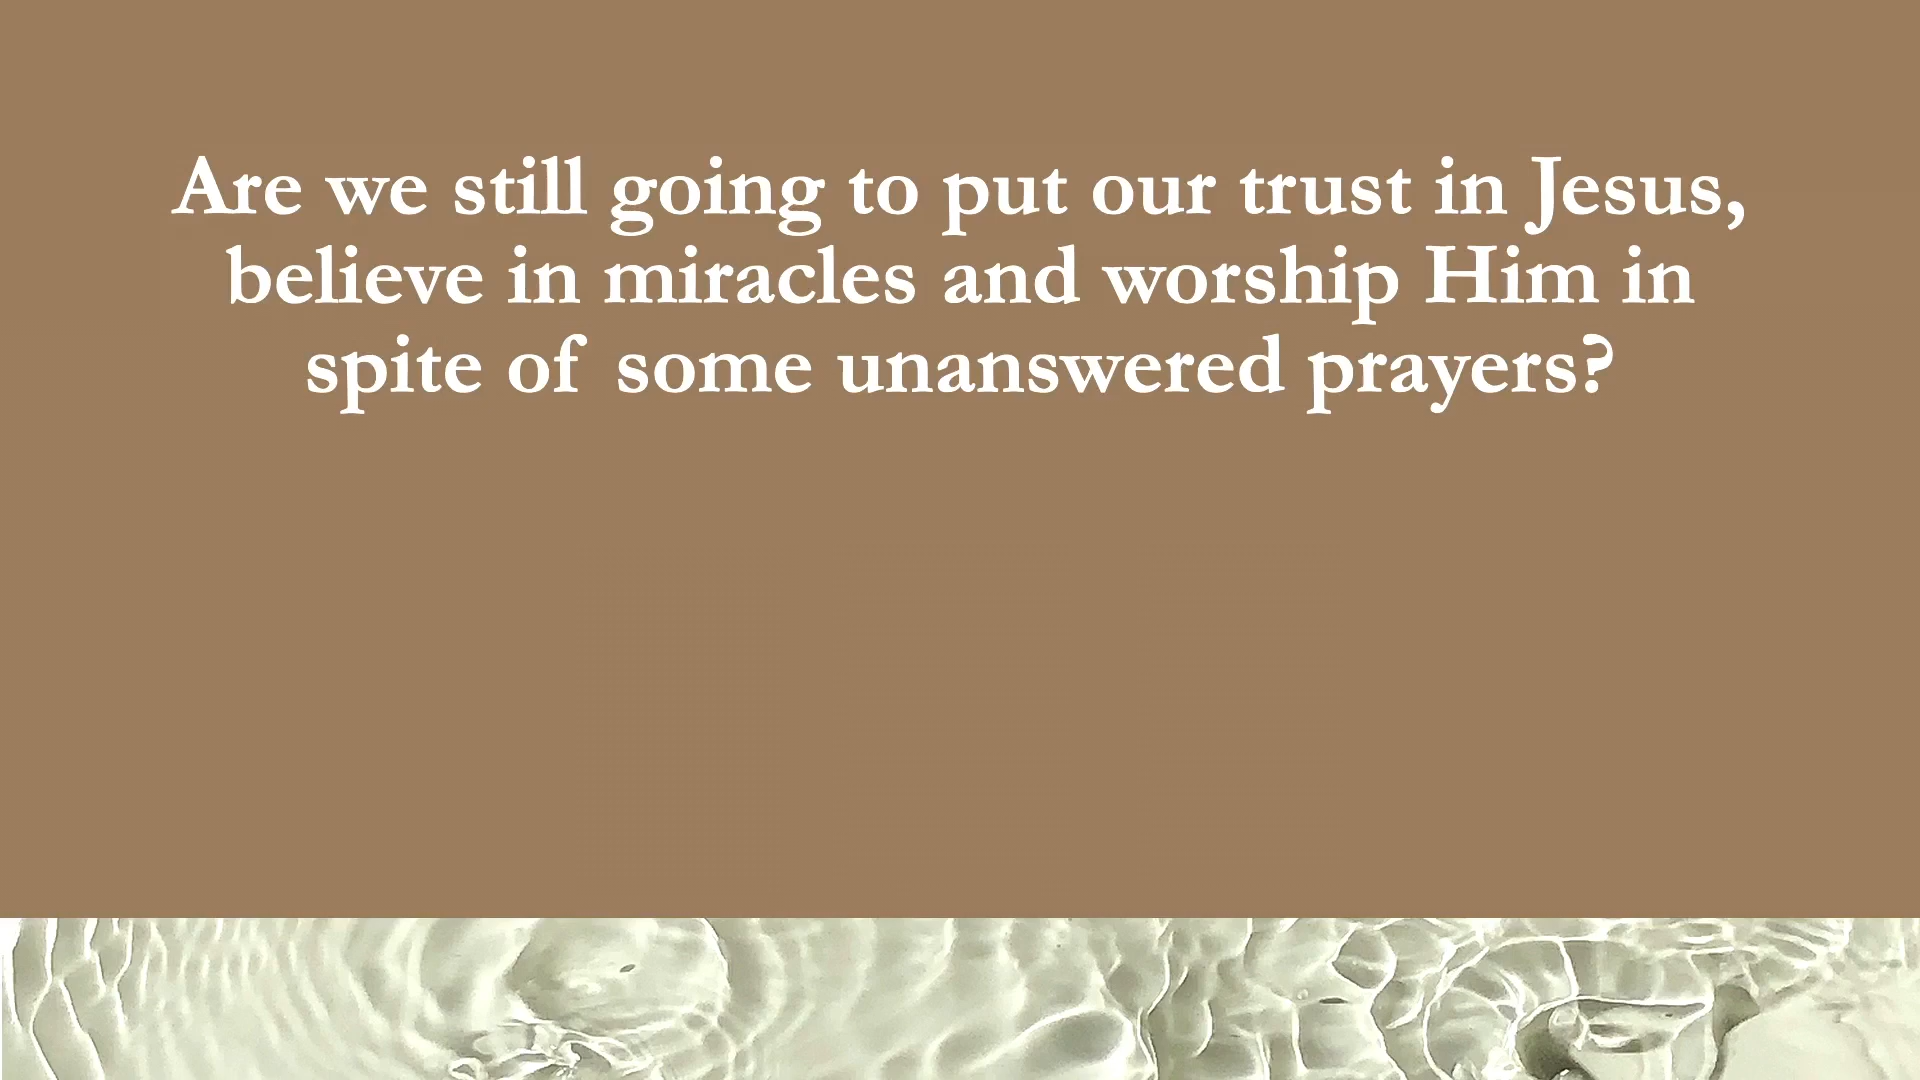 Are we still going to put our trust in Jesus,
believe in miracles and worship Him in
spite of some unanswered prayers?